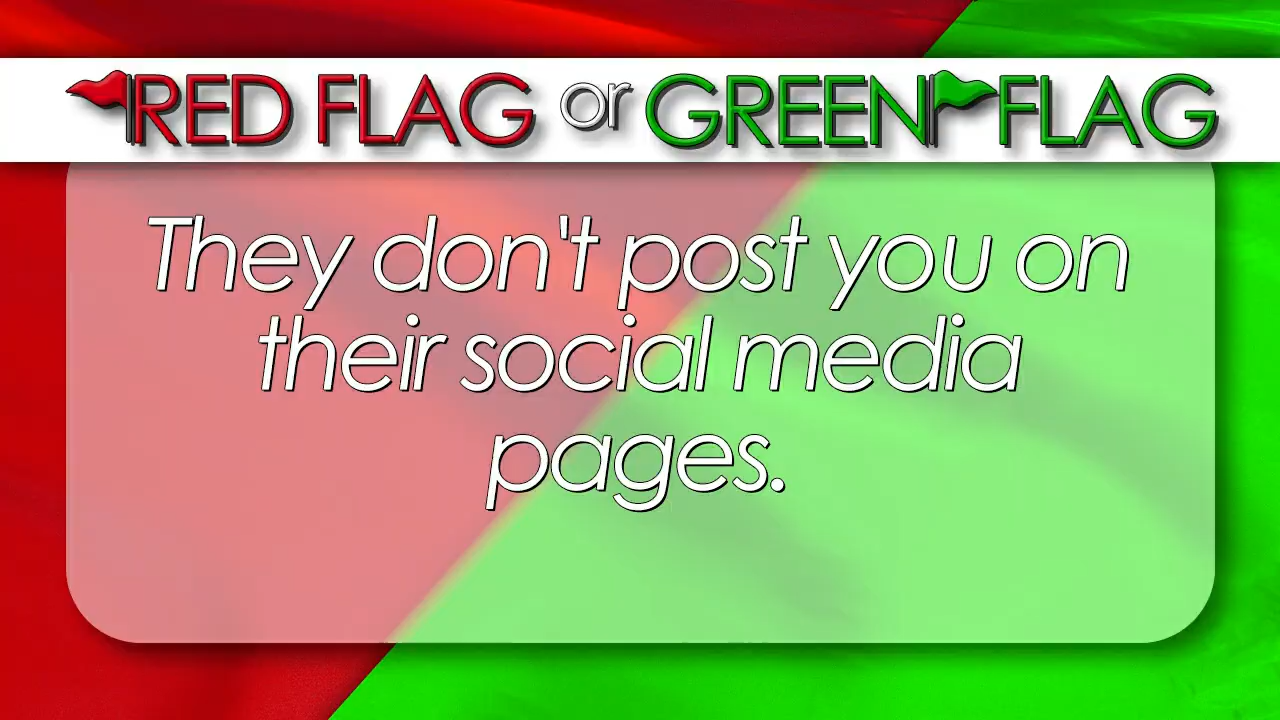 RED FLAG or GREEN FLAG
They don't post you on
their social media
pages.